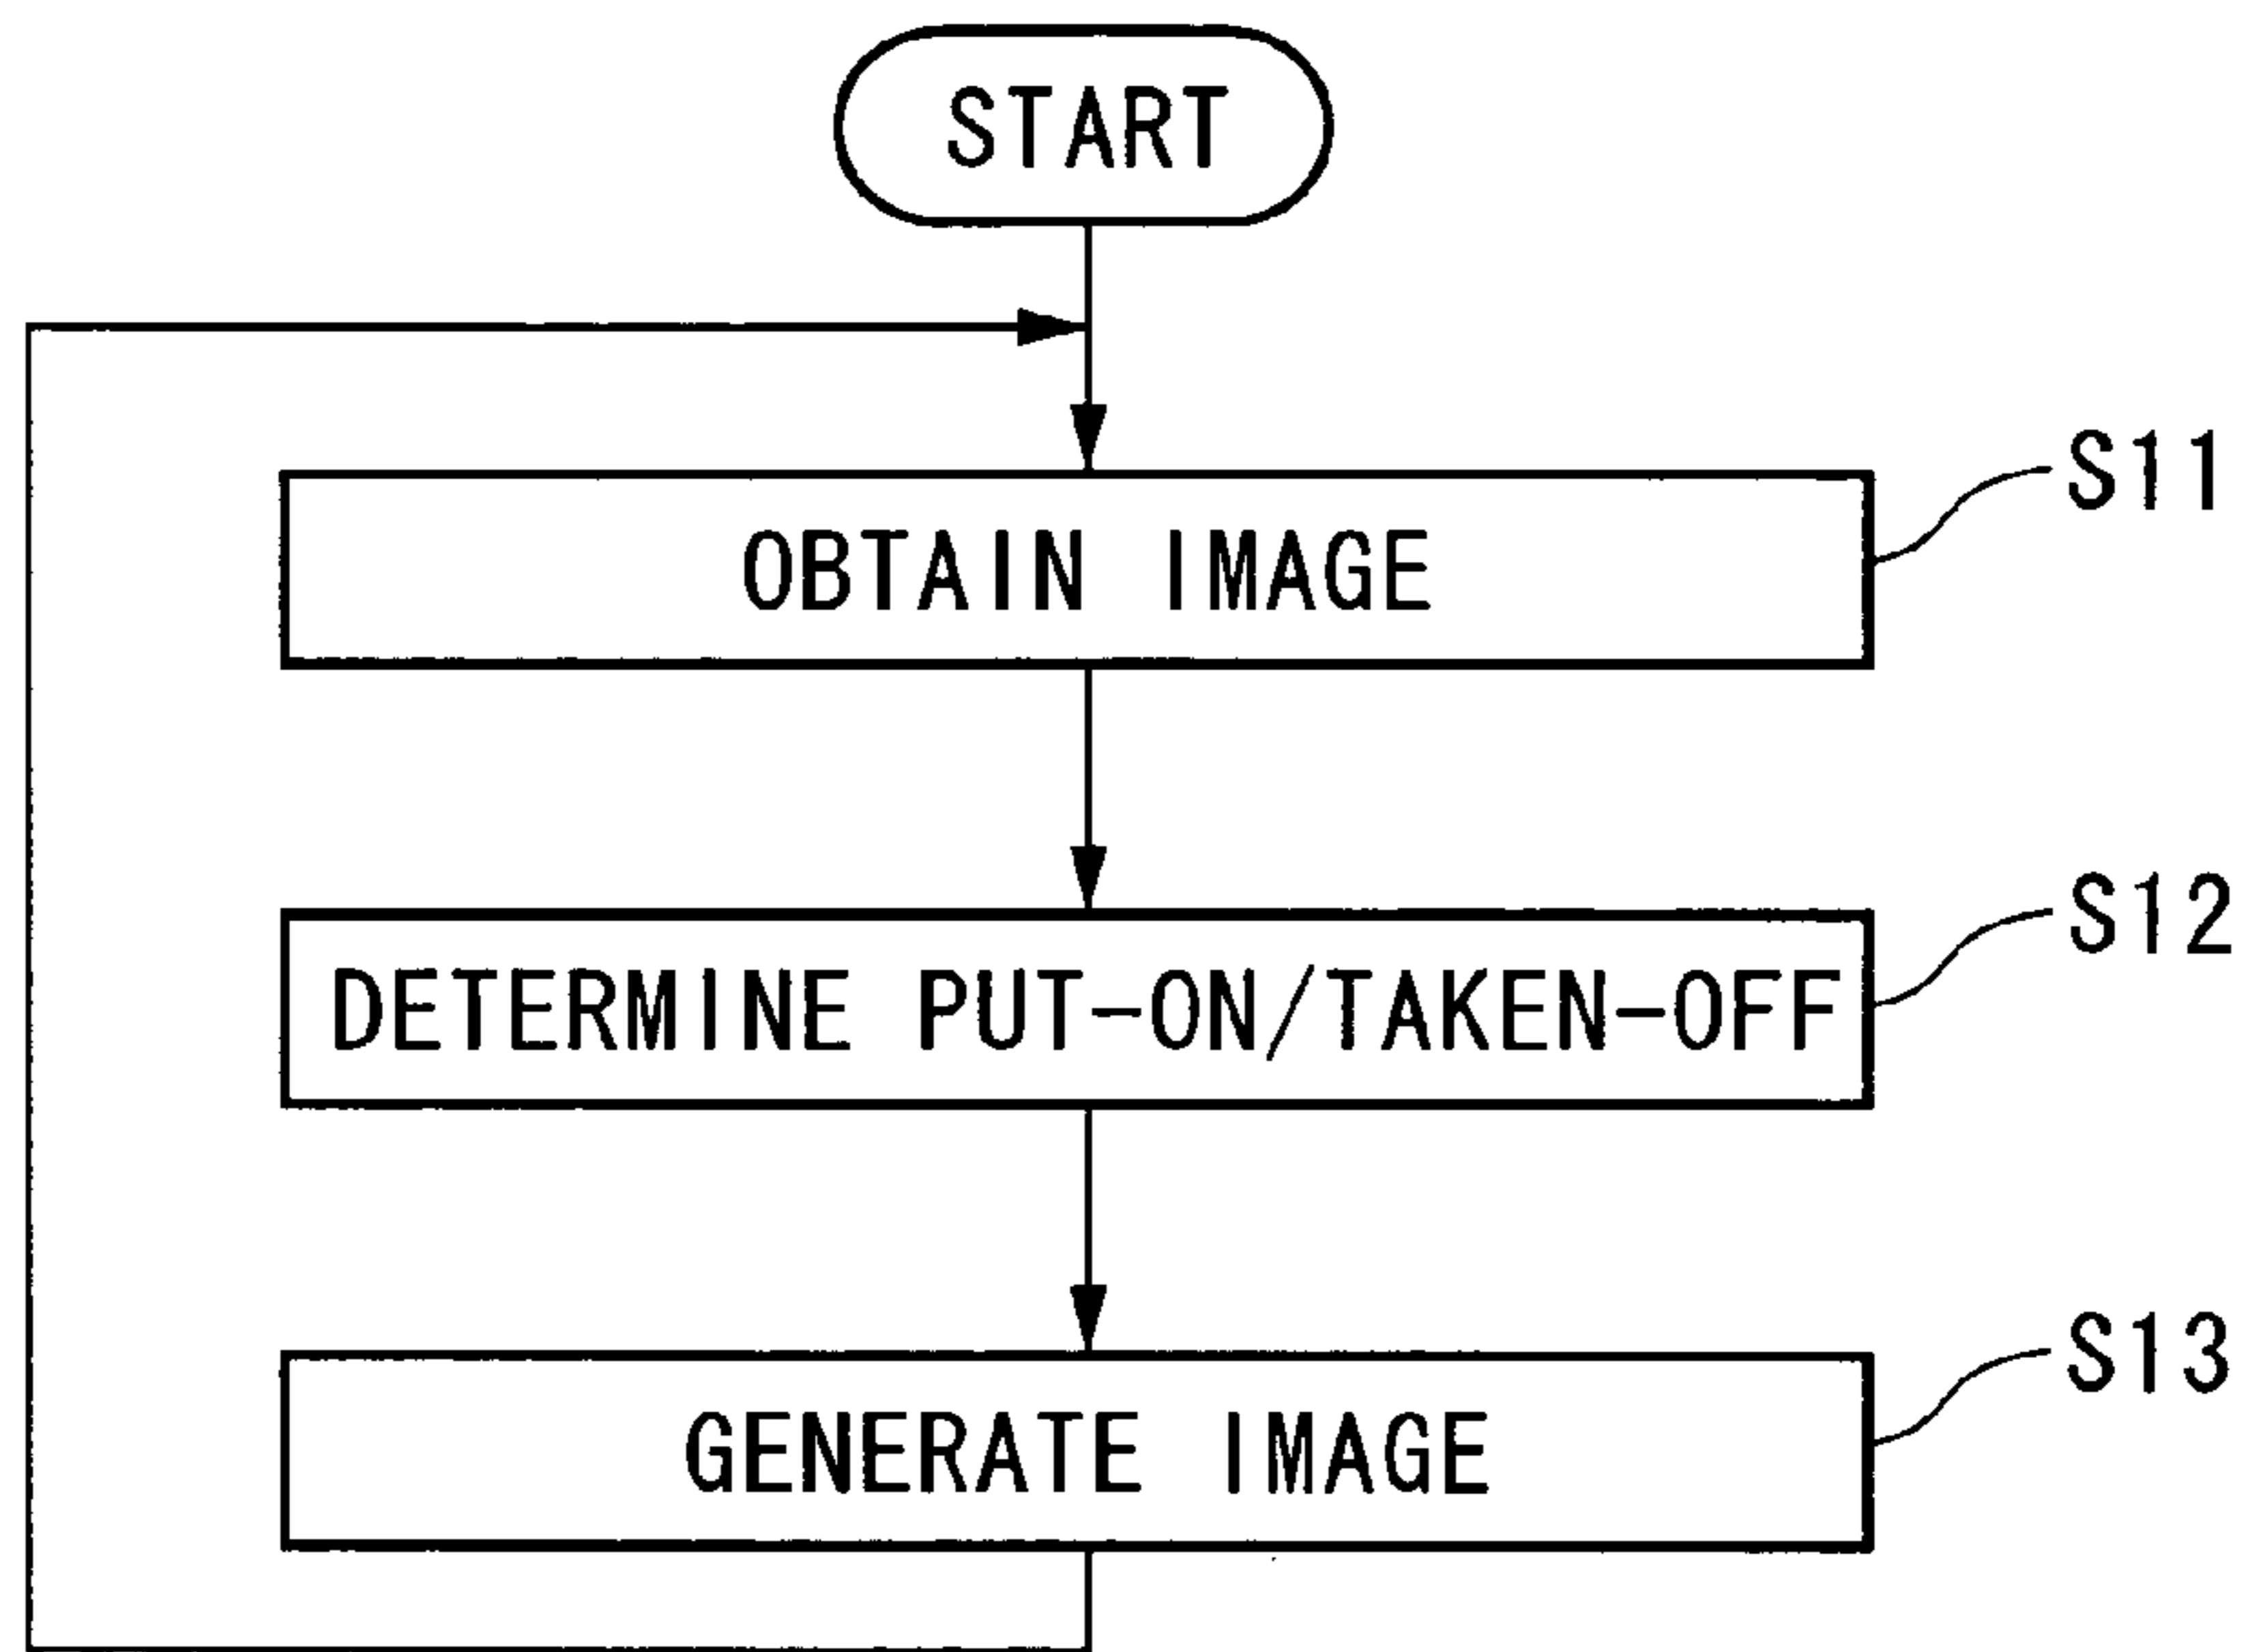 START
S11
OBTAIN IMAGE
S12
DETERMINE PUT-ON/TAKEN-OFF
S13
GENERATE IMAGE